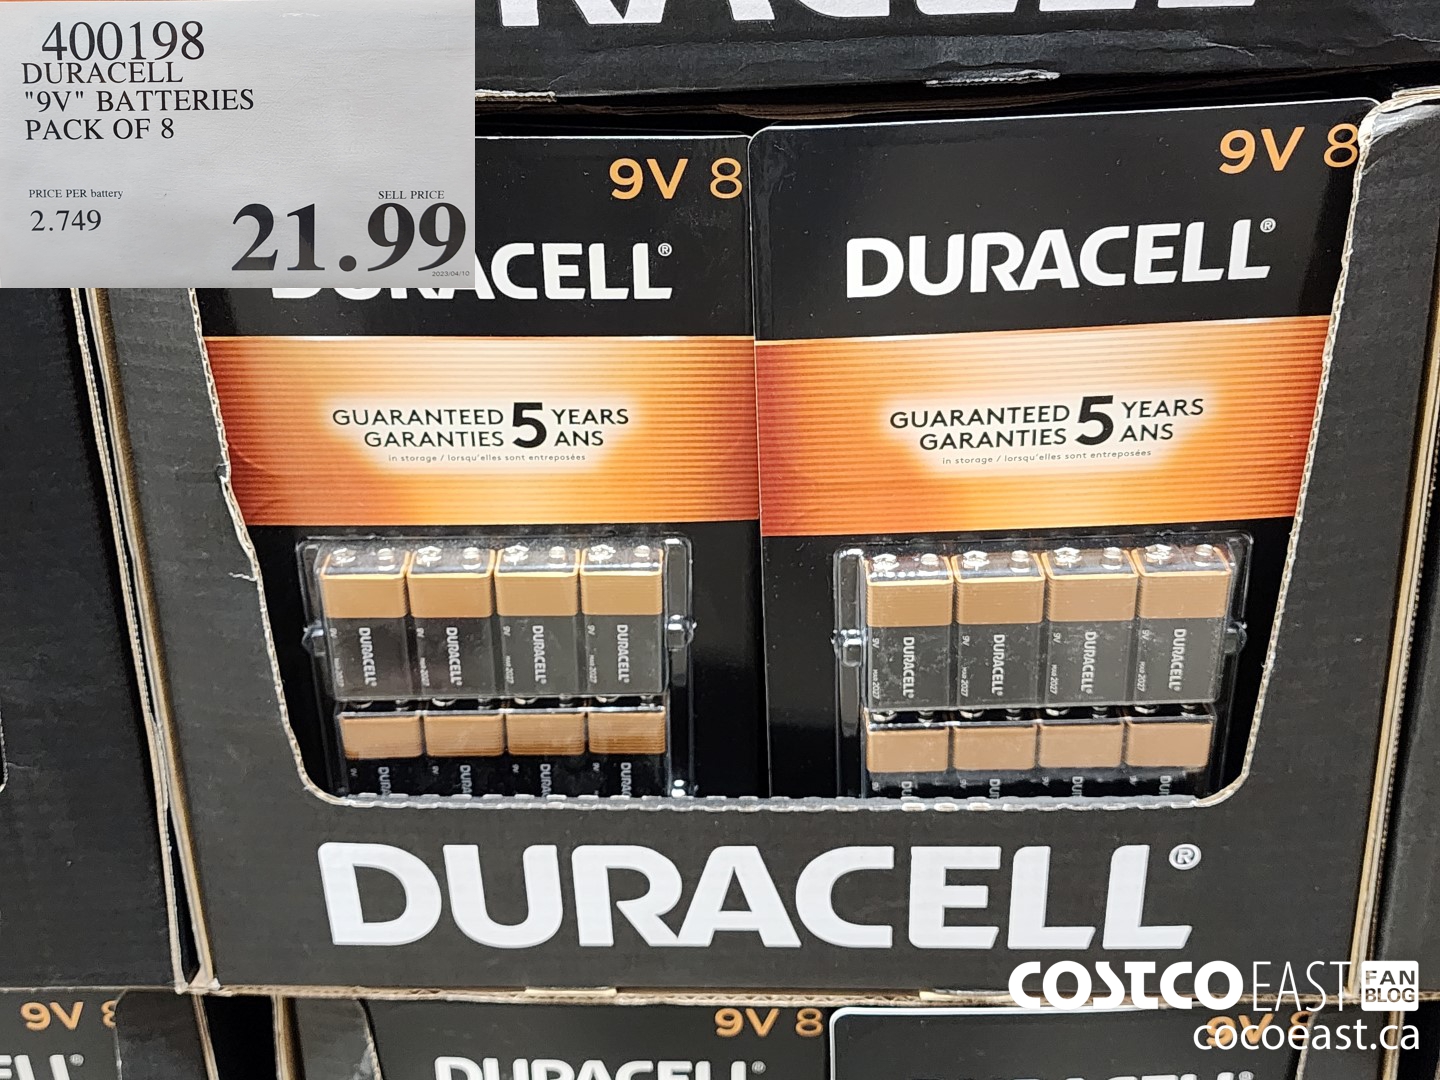 400198
DURACELL
"9V" BATTERIES
PACK OF 8
PRICE PER battery
2.749
SELL PRICE
21.99
2023/04/10
9V 8
DURACELL®
GUARANTEED 5 YEARS
GARANTIES ANS
in storage / lorsqu'elles sont entreposées
9V 8
DURACELL®
GUARANTEED 5 YEARS
GARANTIES ANS
in storage / lorsqu'elles sont entreposées
DURACELL®
DURACELL®
DURACELL®
DURACELL®
DURACELL®
DURACELL®
DURACELL®
DURACELL®
DURACELL®
COSTCO EAST FAN BLOG
cocoeast.ca
9V 8
9V 8
9V 8
DURACELL®